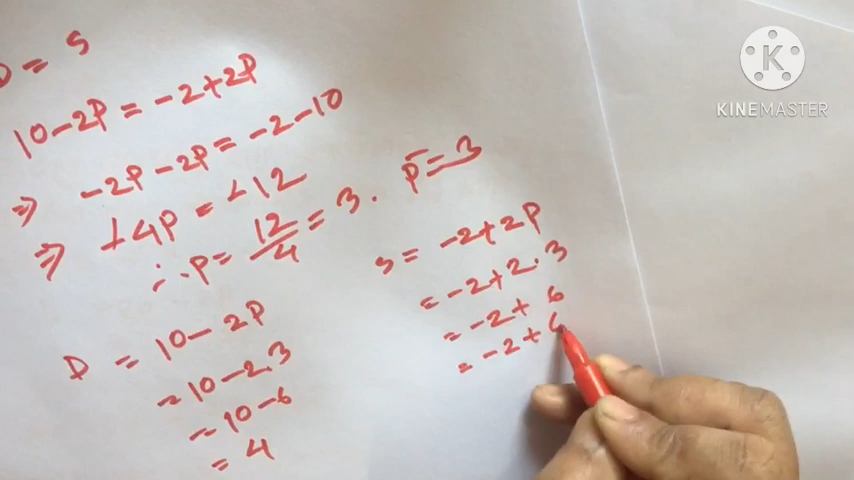 D = S
10 - 2P = -2 + 2P
⇒ -2P - 2P = -2 - 10
⇒ +4P = +12
∴ P = 12/4 = 3. P̄ = 3
D = 10 - 2P
= 10 - 2.3
= 10 - 6
= 4
s = -2 + 2P
= -2 + 2.3
= -2 + 6
= -2 + 6
K
KINEMASTER